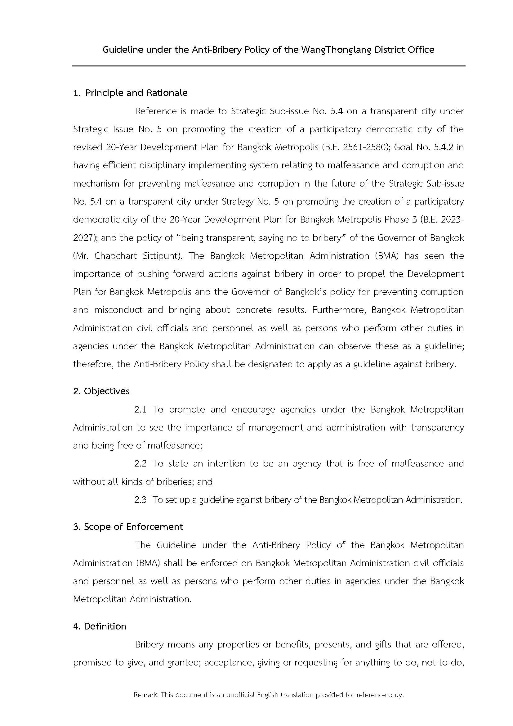 Guideline under the Anti-Bribery Policy of the WangThonglang District Office
1. Principle and Rationale
Reference is made to Strategic Sub-issue No. 5.4 on a transparent city under
Strategic Issue No. 5 on promoting the creation of a participatory democratic city of the
revised 20-Year Development Plan for Bangkok Metropolis (B.E. 2561-2580); Goal No. 5.4.2 in
having efficient disciplinary implementing system relating to malfeasance and corruption and
mechanism for preventing malfeasance and corruption in the future of the Strategic Sub-issue
No. 5.4 on a transparent city under Strategy No. 5 on promoting the creation of a participatory
democratic city of the 20-Year Development Plan for Bangkok Metropolis Phase 3 (B.E. 2023-
2027); and the policy of "being transparent, saying no to bribery" of the Governor of Bangkok
(Mr. Chadchart Sittipunt). The Bangkok Metropolitan Administration (BMA) has seen the
importance of pushing forward actions against bribery in order to propel the Development
Plan for Bangkok Metropolis and the Governor of Bangkok's policy for preventing corruption
and misconduct and bringing about concrete results. Furthermore, Bangkok Metropolitan
Administration civil officials and personnel as well as persons who perform other duties in
agencies under the Bangkok Metropolitan Administration can observe these as a guideline;
therefore, the Anti-Bribery Policy shall be designated to apply as a guideline against bribery.
2. Objectives
2.1 To promote and encourage agencies under the Bangkok Metropolitan
Administration to see the importance of management and administration with transparency
and being free of malfeasance;
2.2 To state an intention to be an agency that is free of malfeasance and
without all kinds of briberies; and
2.3 To set up a guideline against bribery of the Bangkok Metropolitan Administration.
3. Scope of Enforcement
The Guideline under the Anti-Bribery Policy of the Bangkok Metropolitan
Administration (BMA) shall be enforced on Bangkok Metropolitan Administration civil officials
and personnel as well as persons who perform other duties in agencies under the Bangkok
Metropolitan Administration.
4. Definition
Bribery means any properties or benefits, presents, and gifts that are offered,
promised to give, and granted; acceptance, giving or requesting for anything to do, not to do,
Remark: This document is an unofficial English translation provided for reference only.